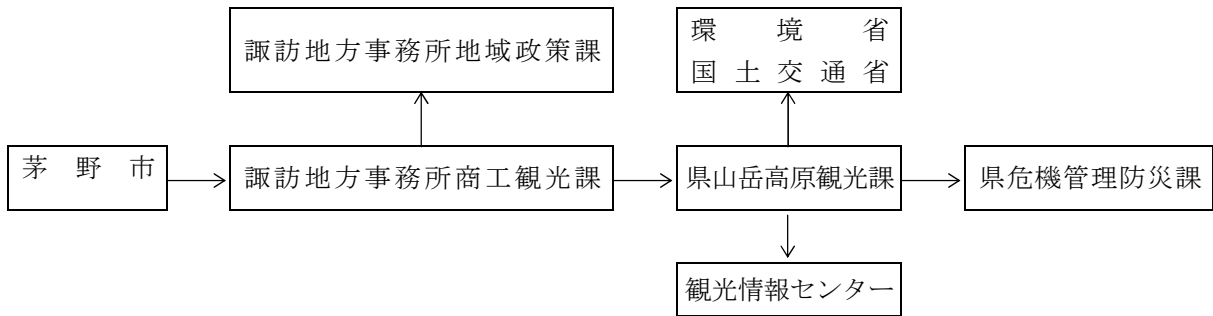 諏訪地方事務所地域政策課
環境省
国土交通省
茅野市
諏訪地方事務所商工観光課
県山岳高原観光課
県危機管理防災課
観光情報センター